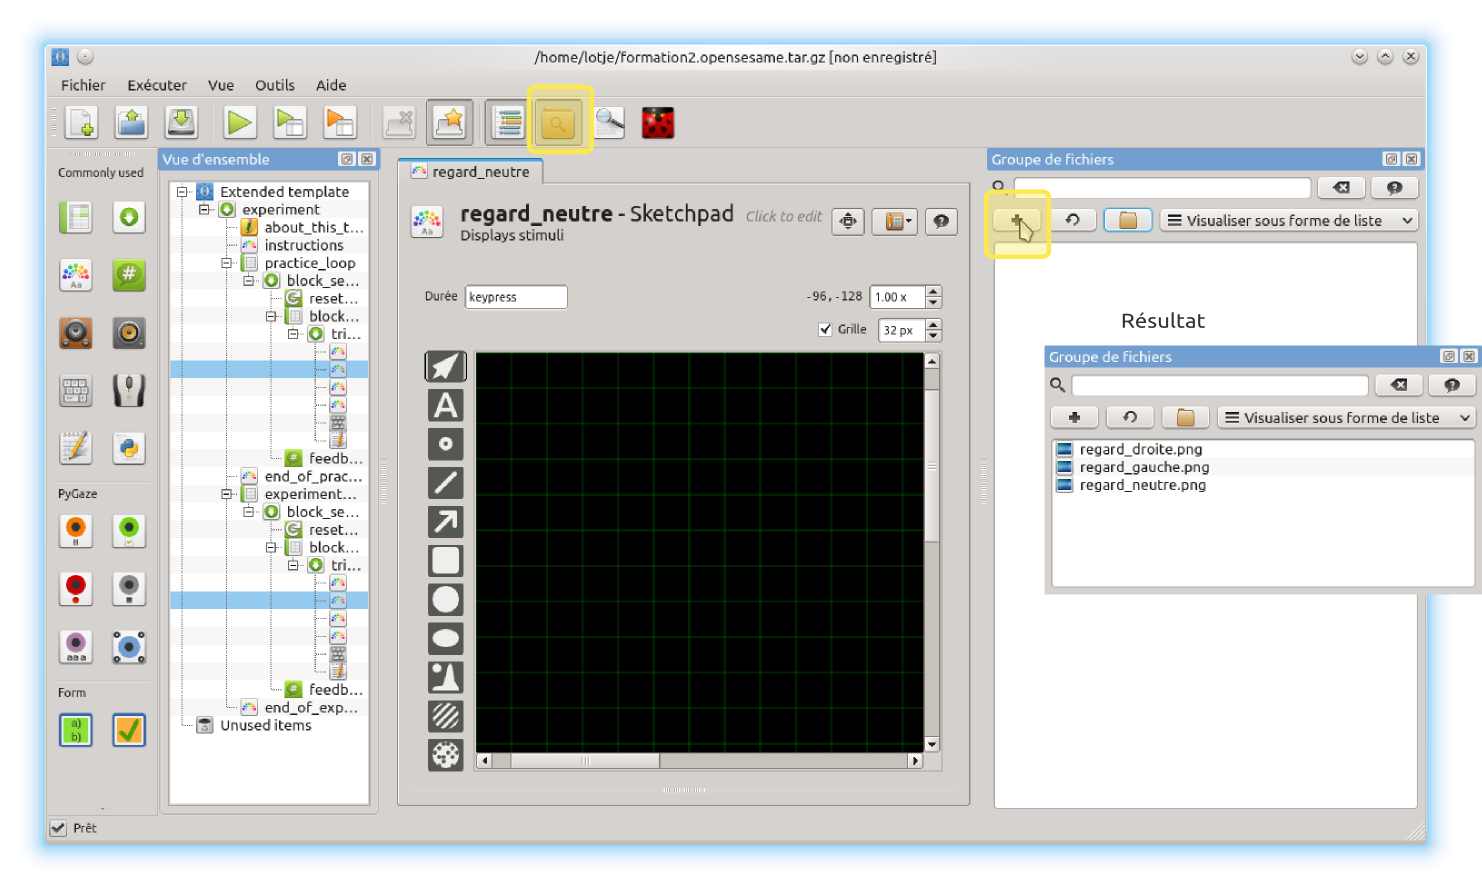 /home/lotje/formation2.opensesame.tar.gz [non enregistré]
Fichier Exécuter Vue Outils Aide
Commonly used
PyGaze
Form
Vue d'ensemble
Extended template
experiment
about_this_t...
instructions
practice_loop
block_se...
reset...
block...
tri...
feedb...
end_of_prac...
experiment...
block_se...
reset...
block...
tri...
feedb...
end_of_exp...
Unused items
regard_neutre
regard_neutre - Sketchpad Click to edit
Displays stimuli
Durée keypress -96,-128 1.00 x
Grille 32 px
A
Groupe de fichiers
Visualiser sous forme de liste
Résultat
Groupe de fichiers
Visualiser sous forme de liste
regard_droite.png
regard_gauche.png
regard_neutre.png
Prêt